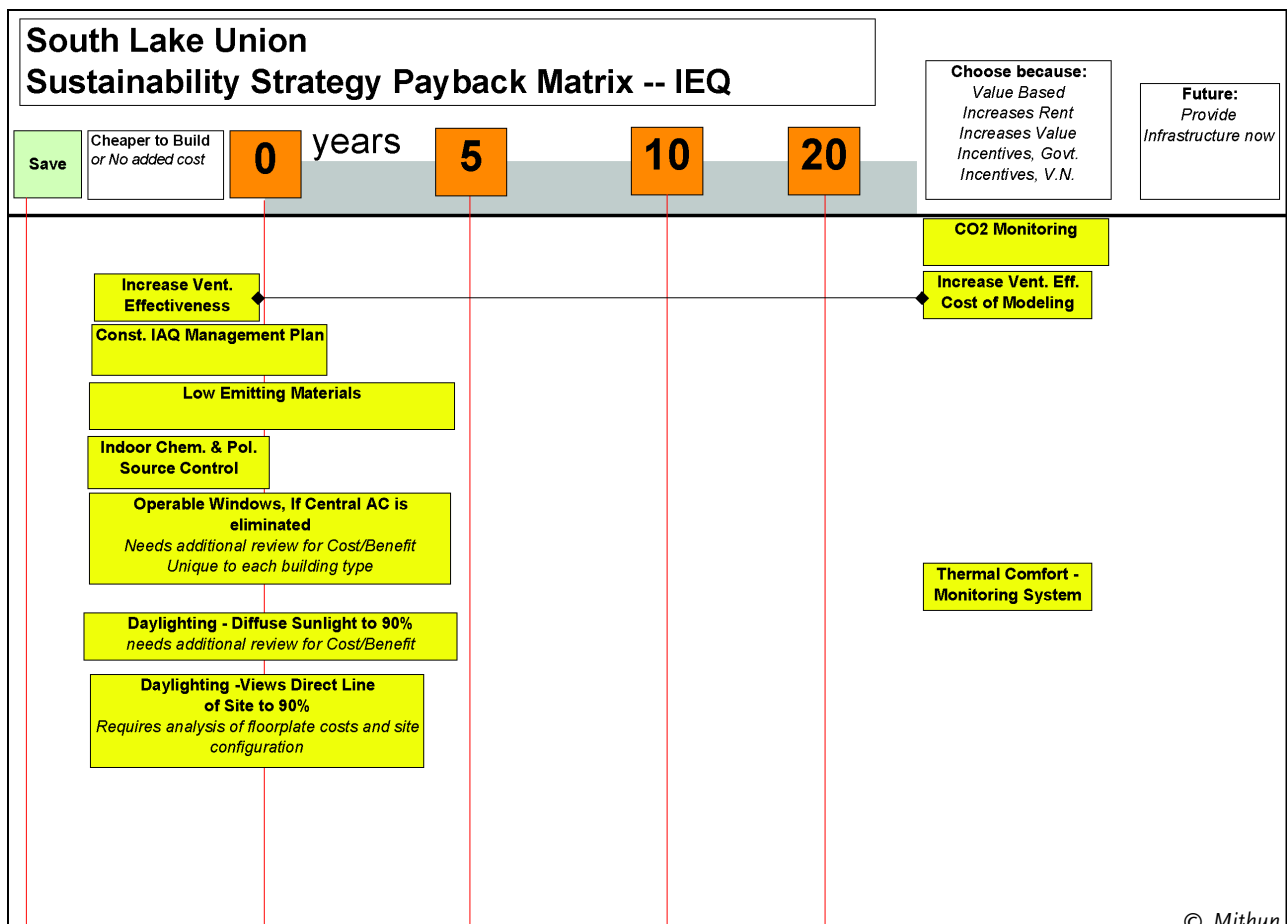 South Lake Union
Sustainability Strategy Payback Matrix -- IEQ
Save
Cheaper to Build
or No added cost
0
years
5
10
20
Choose because:
Value Based
Increases Rent
Increases Value
Incentives, Govt.
Incentives, V.N.
Future:
Provide
Infrastructure now
CO2 Monitoring
Increase Vent.
Effectiveness
Increase Vent. Eff.
Cost of Modeling
Const. IAQ Management Plan
Low Emitting Materials
Indoor Chem. & Pol.
Source Control
Operable Windows, If Central AC is
eliminated
Needs additional review for Cost/Benefit
Unique to each building type
Thermal Comfort -
Monitoring System
Daylighting - Diffuse Sunlight to 90%
needs additional review for Cost/Benefit
Daylighting -Views Direct Line
of Site to 90%
Requires analysis of floorplate costs and site
configuration
© Mithun